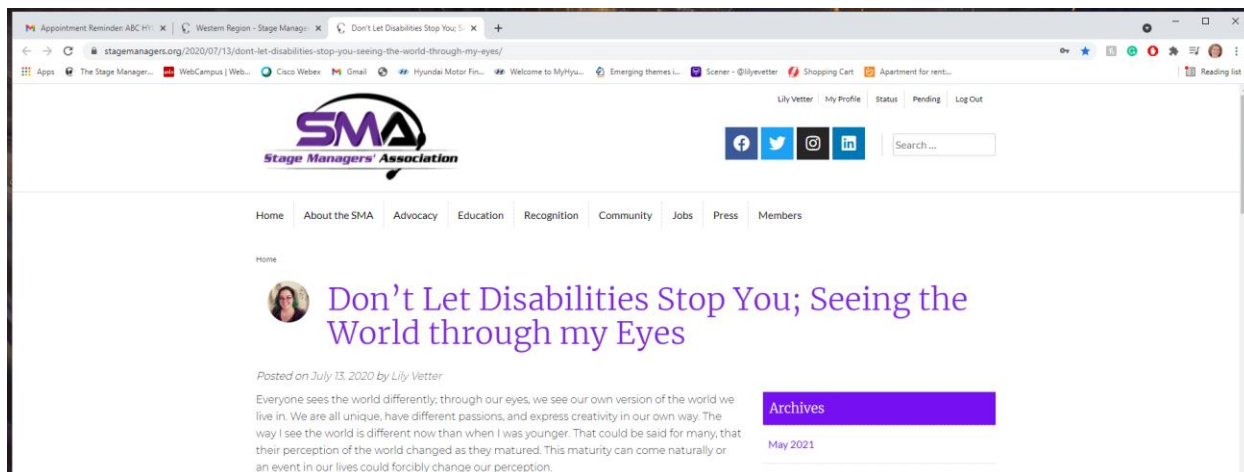 Appointment Reminder: ABC HY
Western Region - Stage Manage
Don't Let Disabilities Stop You; S
stagemanagers.org/2020/07/13/dont-let-disabilities-stop-you-seeing-the-world-through-my-eyes/
Apps The Stage Manager... WebCampus | Web... Cisco Webex Gmail Hyundai Motor Fin... Welcome to MyHyu... Emerging themes i... Scener - @lilyevetter Shopping Cart Apartment for rent:... Reading list
Lily Vetter My Profile Status Pending Log Out
SMA
Stage Managers' Association
Search ...
Home About the SMA Advocacy Education Recognition Community Jobs Press Members
Home
Don't Let Disabilities Stop You; Seeing the
World through my Eyes
Posted on July 13, 2020 by Lily Vetter
Everyone sees the world differently; through our eyes, we see our own version of the world we
live in. We are all unique, have different passions, and express creativity in our own way. The
way I see the world is different now than when I was younger. That could be said for many, that
their perception of the world changed as they matured. This maturity can come naturally or
an event in our lives could forcibly change our perception.
Archives
May 2021